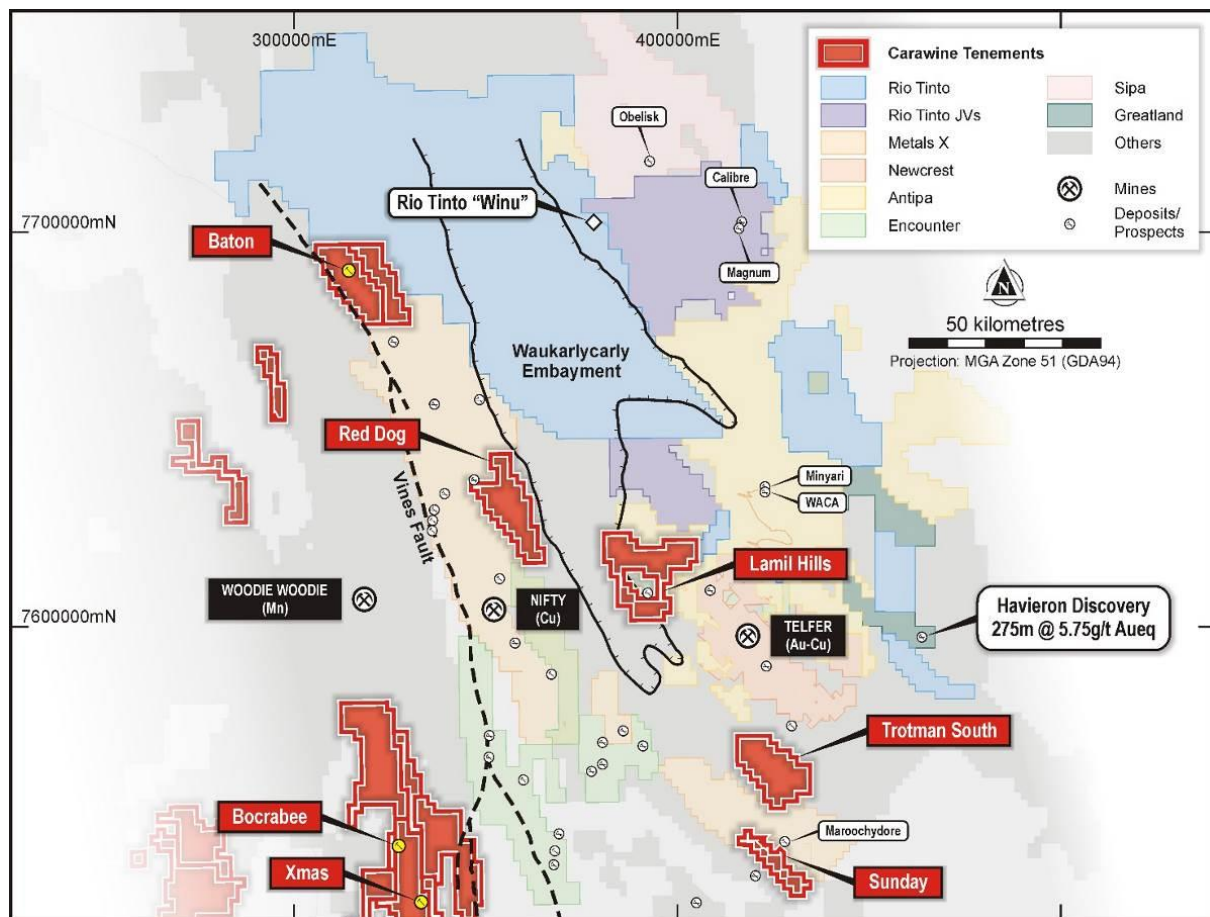 300000mE
400000mE
7700000mN
7600000mN
Carawine Tenements
Rio Tinto
Rio Tinto JVs
Metals X
Newcrest
Antipa
Encounter
Sipa
Greatland
Others
Mines
Deposits/
Prospects
N
50 kilometres
Projection: MGA Zone 51 (GDA94)
Obelisk
Calibre
Rio Tinto "Winu"
Magnum
Baton
Waukarlycarly
Embayment
Red Dog
Vines Fault
Minyari
WACA
Lamil Hills
WOODIE WOODIE
(Mn)
NIFTY
(Cu)
TELFER
(Au-Cu)
Havieron Discovery
275m @ 5.75g/t Aueq
Trotman South
Bocrabee
Maroochydore
Xmas
Sunday